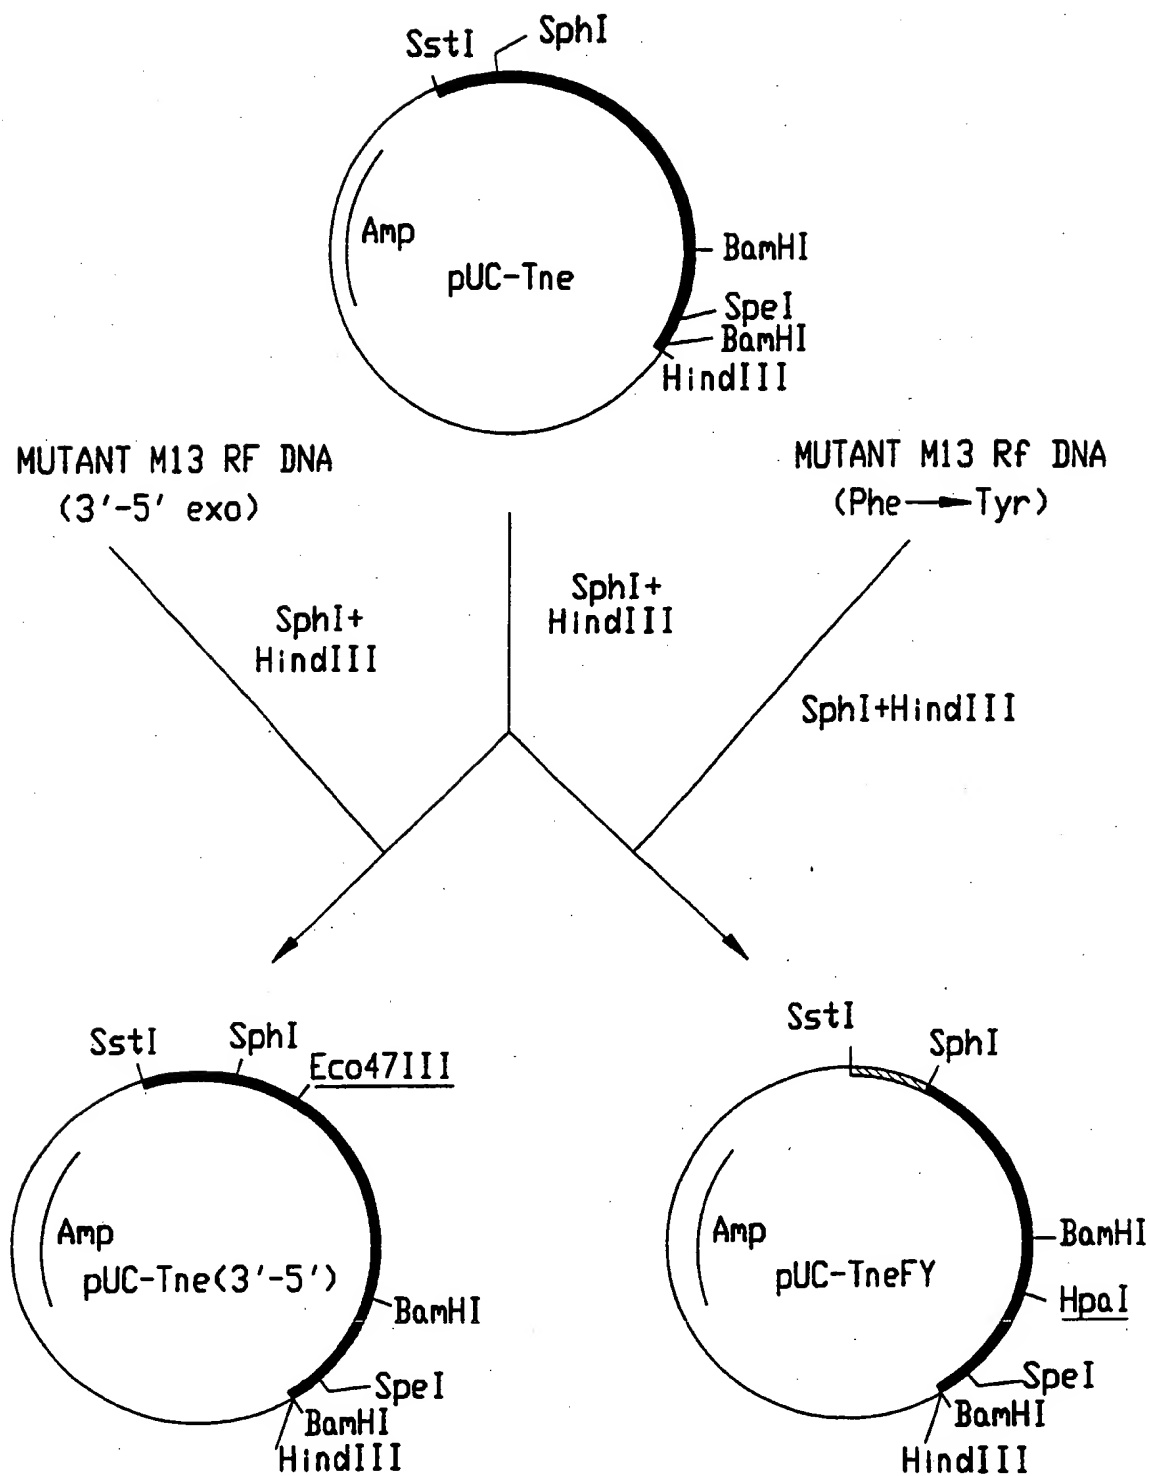 SstI
SphI
Amp
pUC-Tne
BamHI
SpeI
BamHI
HindIII
MUTANT M13 RF DNA
(3'-5' exo)
MUTANT M13 Rf DNA
(Phe→Tyr)
SphI+
HindIII
SphI+
HindIII
SphI+HindIII
SstI
SphI
Eco47III
Amp
pUC-Tne(3'-5')
BamHI
SpeI
BamHI
HindIII
SstI
SphI
Amp
pUC-TneFY
BamHI
HpaI
SpeI
BamHI
HindIII